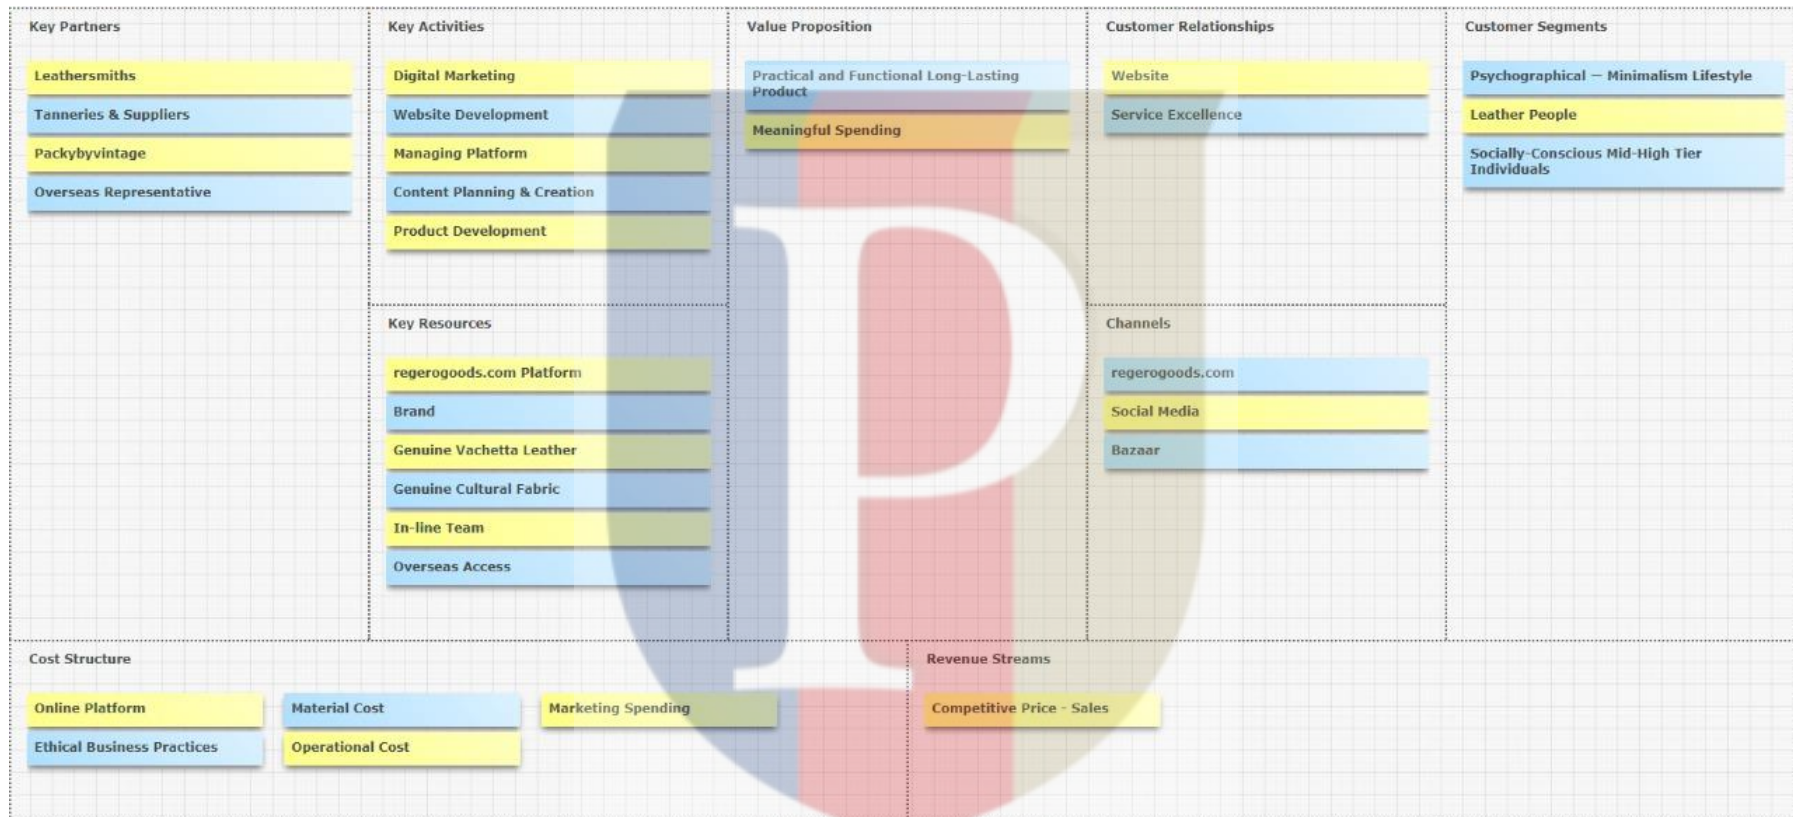 Key Partners
Leathersmiths
Tanneries & Suppliers
Packybyvintage
Overseas Representative
Key Activities
Digital Marketing
Website Development
Managing Platform
Content Planning & Creation
Product Development
Key Resources
regerogoods.com Platform
Brand
Genuine Vachetta Leather
Genuine Cultural Fabric
In-line Team
Overseas Access
Value Proposition
Practical and Functional Long-Lasting
Product
Meaningful Spending
Customer Relationships
Website
Service Excellence
Channels
regerogoods.com
Social Media
Bazaar
Customer Segments
Psychographical — Minimalism Lifestyle
Leather People
Socially-Conscious Mid-High Tier
Individuals
Cost Structure
Online Platform
Material Cost
Marketing Spending
Ethical Business Practices
Operational Cost
Revenue Streams
Competitive Price - Sales
P